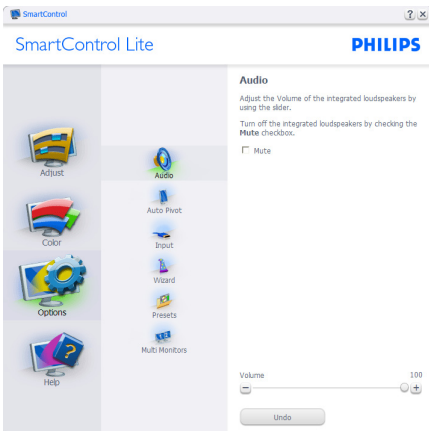 SmartControl
SmartControl Lite
PHILIPS
Adjust
Color
Options
Help
Audio
Auto Pivot
Input
Wizard
Presets
Multi Monitors
Audio
Adjust the Volume of the integrated loudspeakers by
using the slider.
Turn off the integrated loudspeakers by checking the
Mute checkbox.
Mute
Volume 100
Undo